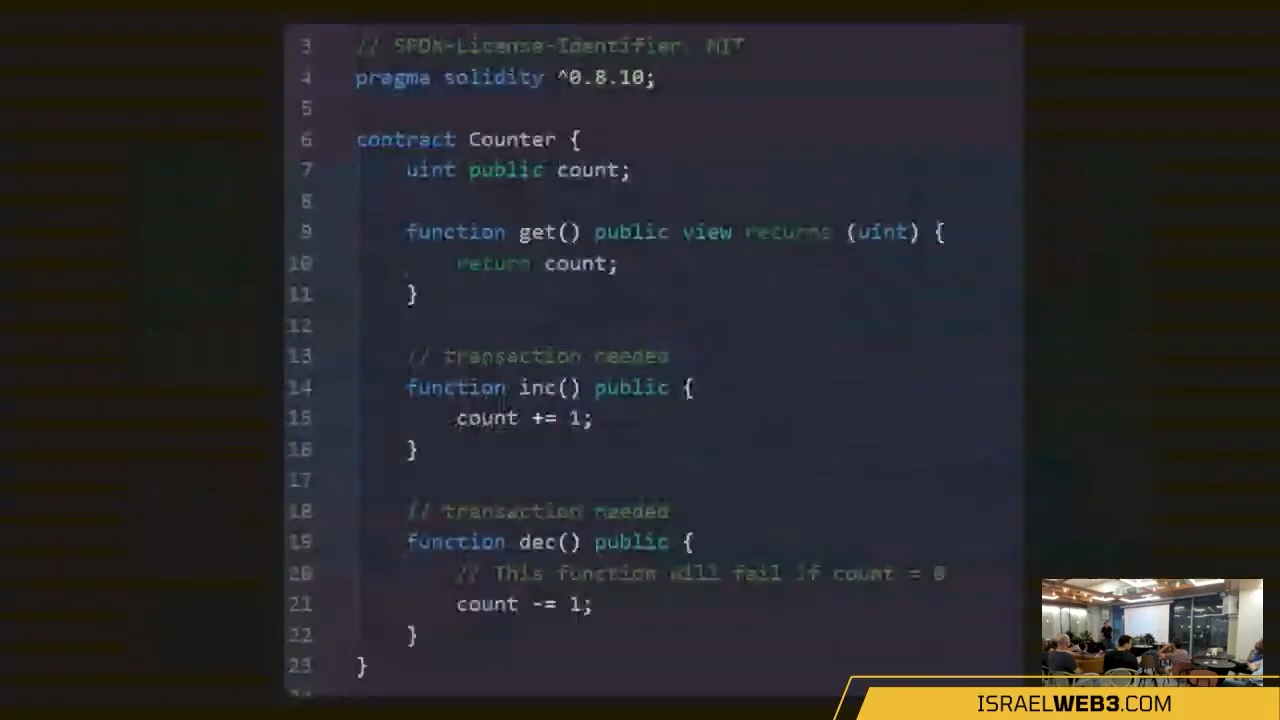 3 // SPDX-License-Identifier: MIT
4 pragma solidity ^0.8.10;
5
6 contract Counter {
7 uint public count;
8
9 function get() public view returns (uint) {
10 return count;
11 }
12
13 // transaction needed
14 function inc() public {
15 count += 1;
16 }
17
18 // transaction needed
19 function dec() public {
20 // This function will fail if count = 0
21 count -= 1;
22 }
23 }
ISRAELWEB3.COM